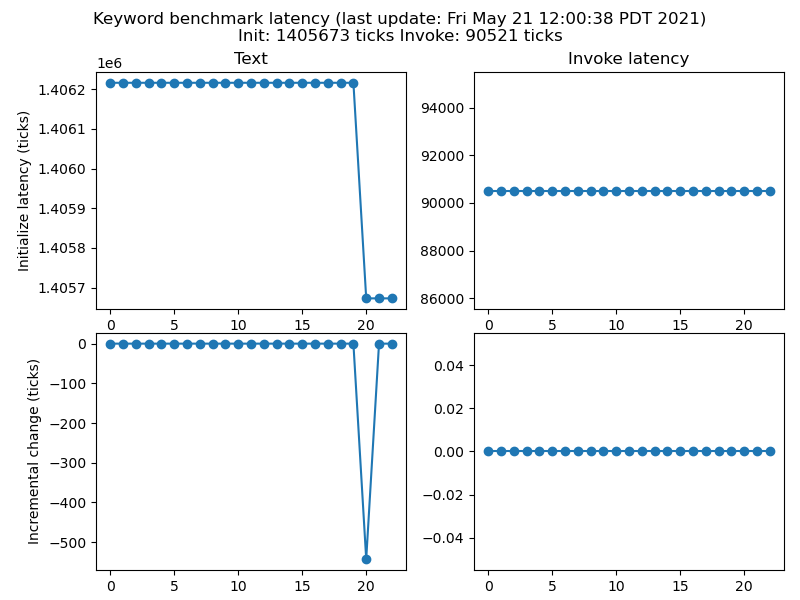 Keyword benchmark latency (last update: Fri May 21 12:00:38 PDT 2021)
Init: 1405673 ticks Invoke: 90521 ticks
Text
Invoke latency
1e6
Initialize latency (ticks)
1.4062
1.4061
1.4060
1.4059
1.4058
1.4057
0 5 10 15 20
94000
92000
90000
88000
86000
0 5 10 15 20
Incremental change (ticks)
0
−100
−200
−300
−400
−500
0 5 10 15 20
0.04
0.02
0.00
−0.02
−0.04
0 5 10 15 20